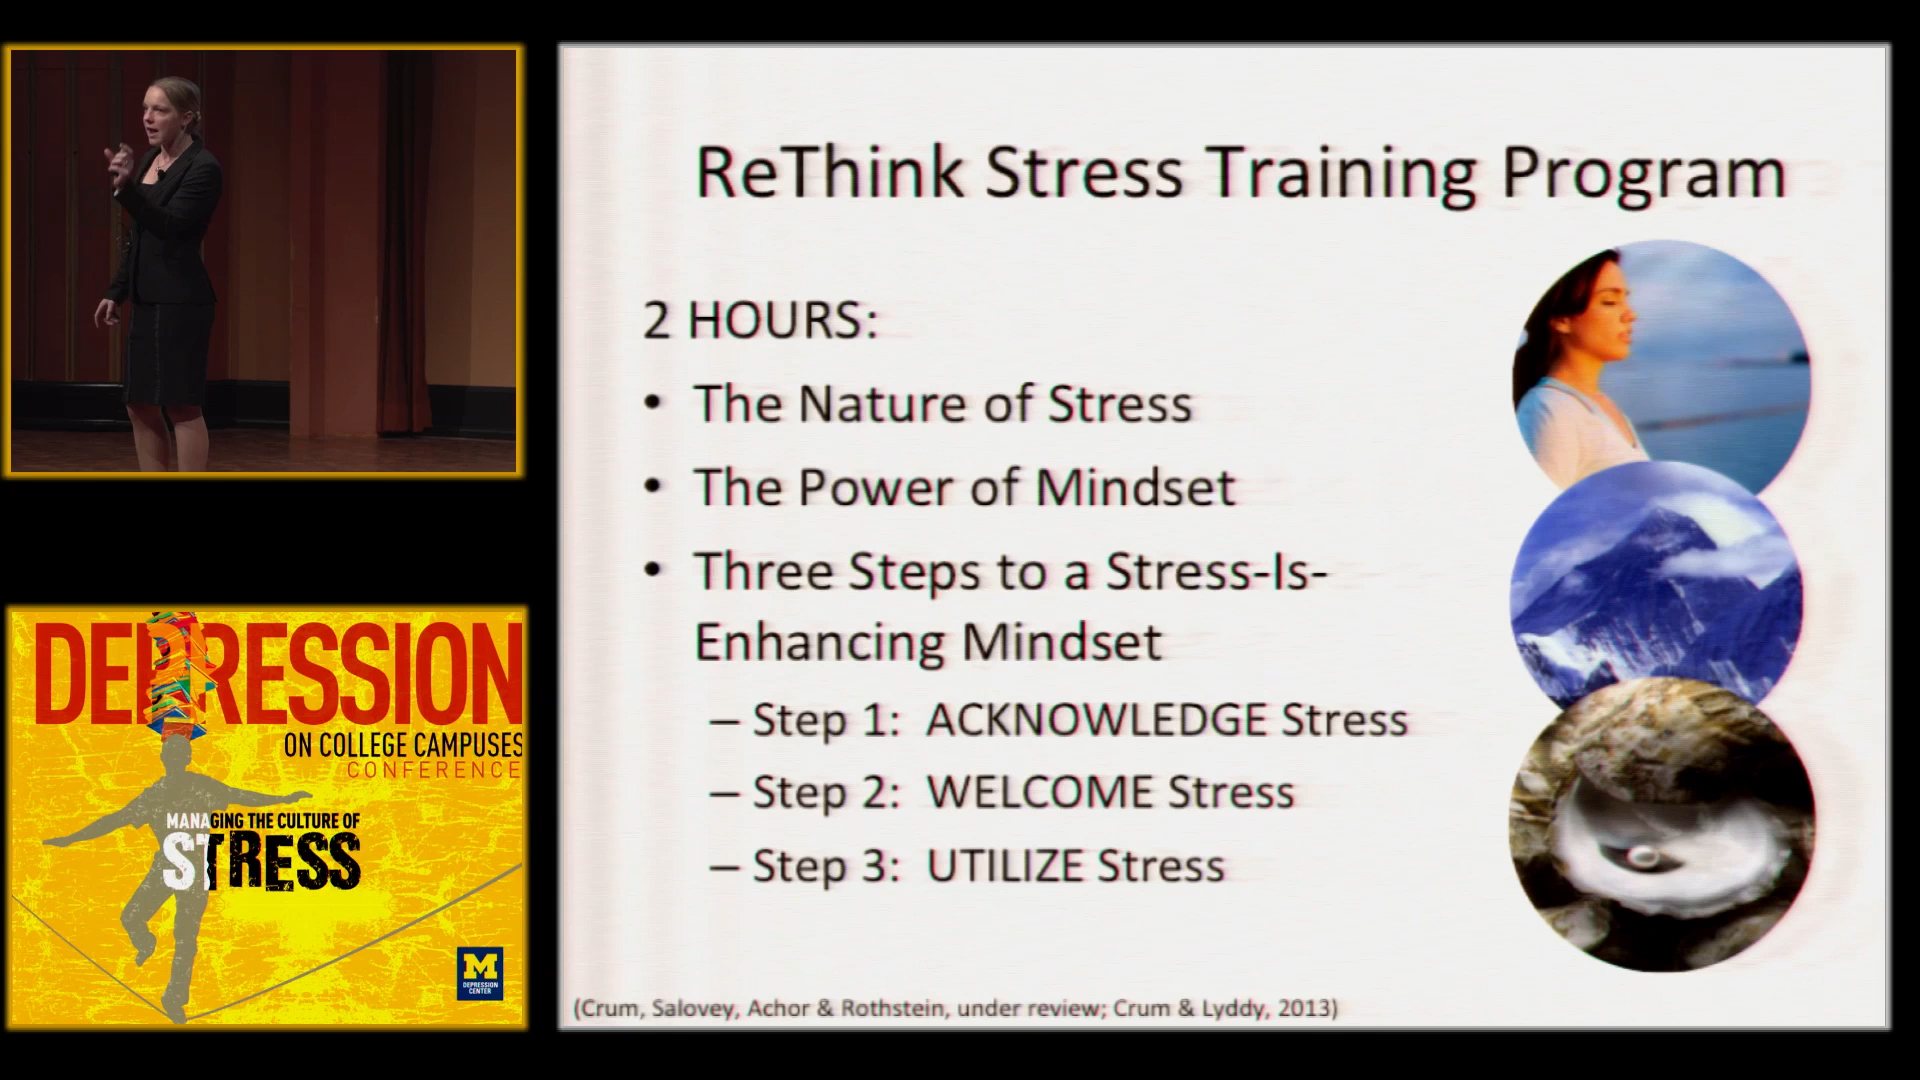 ReThink Stress Training Program
2 HOURS:
• The Nature of Stress
• The Power of Mindset
• Three Steps to a Stress-Is-
Enhancing Mindset
– Step 1: ACKNOWLEDGE Stress
– Step 2: WELCOME Stress
– Step 3: UTILIZE Stress
(Crum, Salovey, Achor & Rothstein, under review; Crum & Lyddy, 2013)
DEPRESSION
ON COLLEGE CAMPUSES
CONFERENCE
MANAGING THE CULTURE OF
STRESS
M
DEPRESSION
CENTER